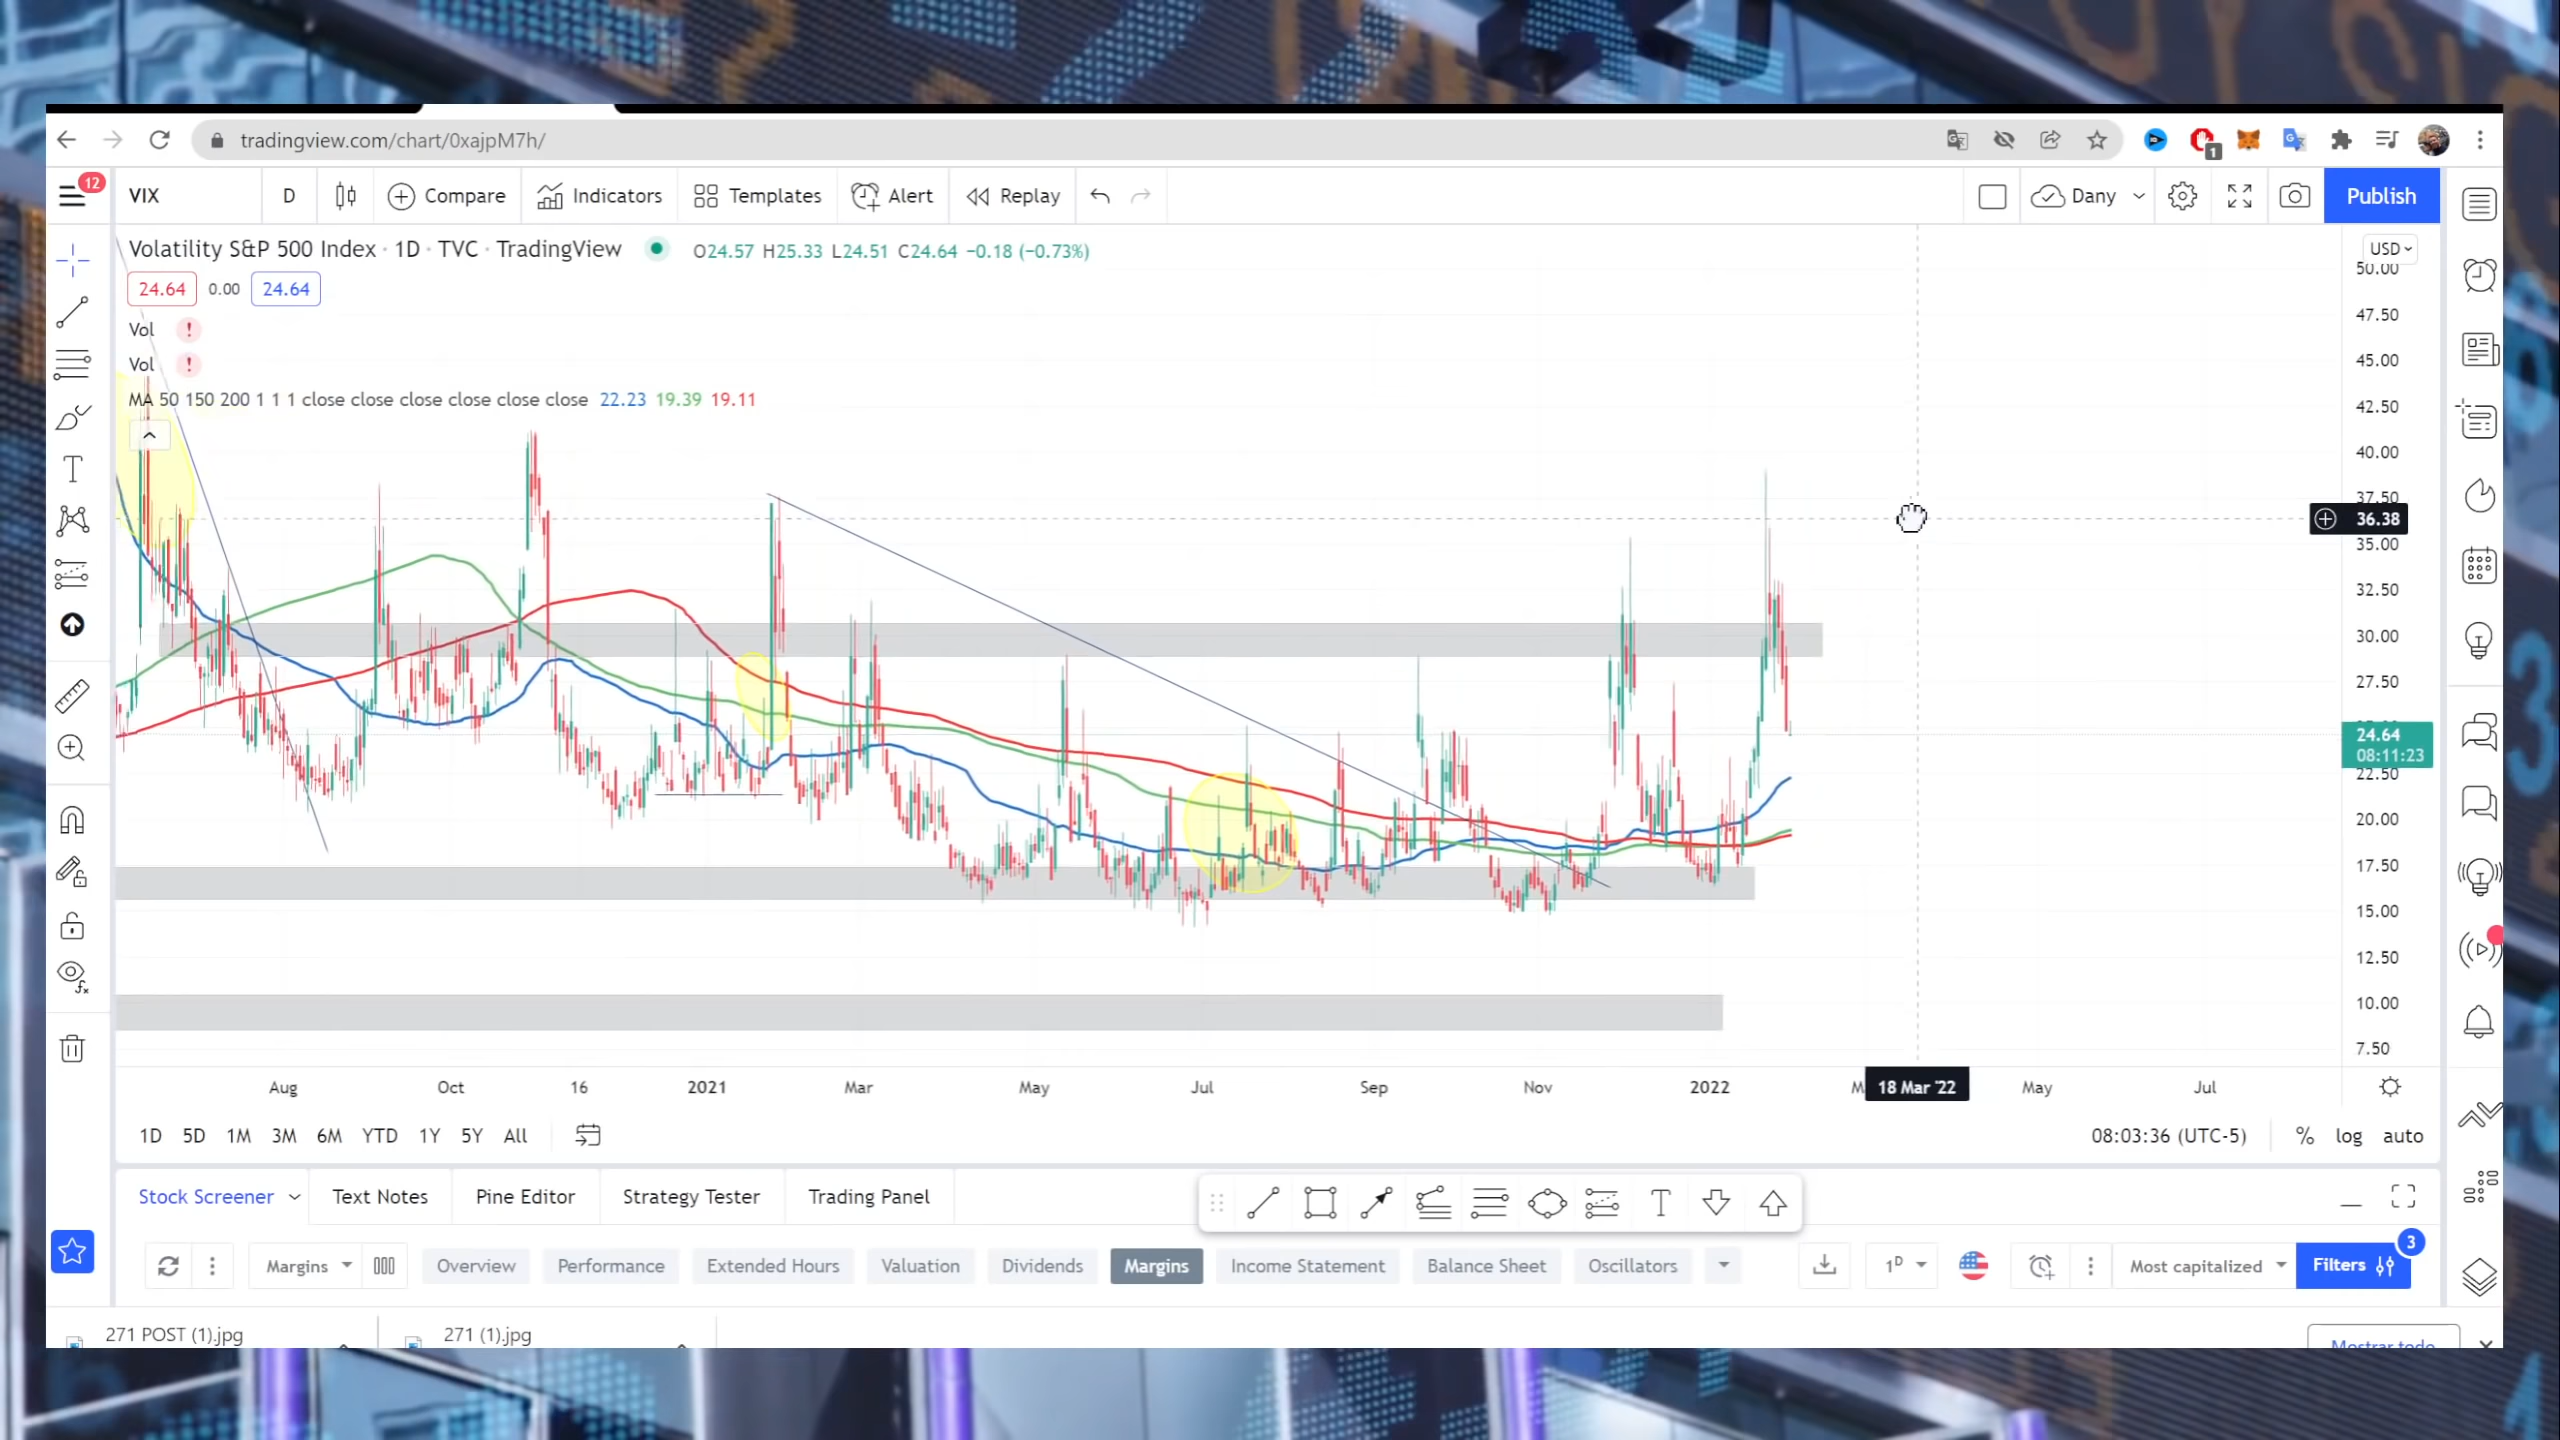 tradingview.com/chart/0xajpM7h/
1
12
VIX
D
Compare
Indicators
Templates
Alert
Replay
Dany
Publish
Volatility S&P 500 Index · 1D · TVC · TradingView
O24.57 H25.33 L24.51 C24.64 −0.18 (−0.73%)
USD
24.64 0.00 24.64
Vol !
Vol !
MA 50 150 200 1 1 1 close close close close close close 22.23 19.39 19.11
50.00
47.50
45.00
42.50
40.00
37.50
36.38
35.00
32.50
30.00
27.50
24.64
08:11:23
22.50
20.00
17.50
15.00
12.50
10.00
7.50
Aug Oct 16 2021 Mar May Jul Sep Nov 2022 M 18 Mar '22 May Jul
1D 5D 1M 3M 6M YTD 1Y 5Y All
08:03:36 (UTC-5) % log auto
Stock Screener Text Notes Pine Editor Strategy Tester Trading Panel
T
Margins Overview Performance Extended Hours Valuation Dividends Margins Income Statement Balance Sheet Oscillators 1D Most capitalized Filters 3
271 POST (1).jpg 271 (1).jpg Mostrar todo